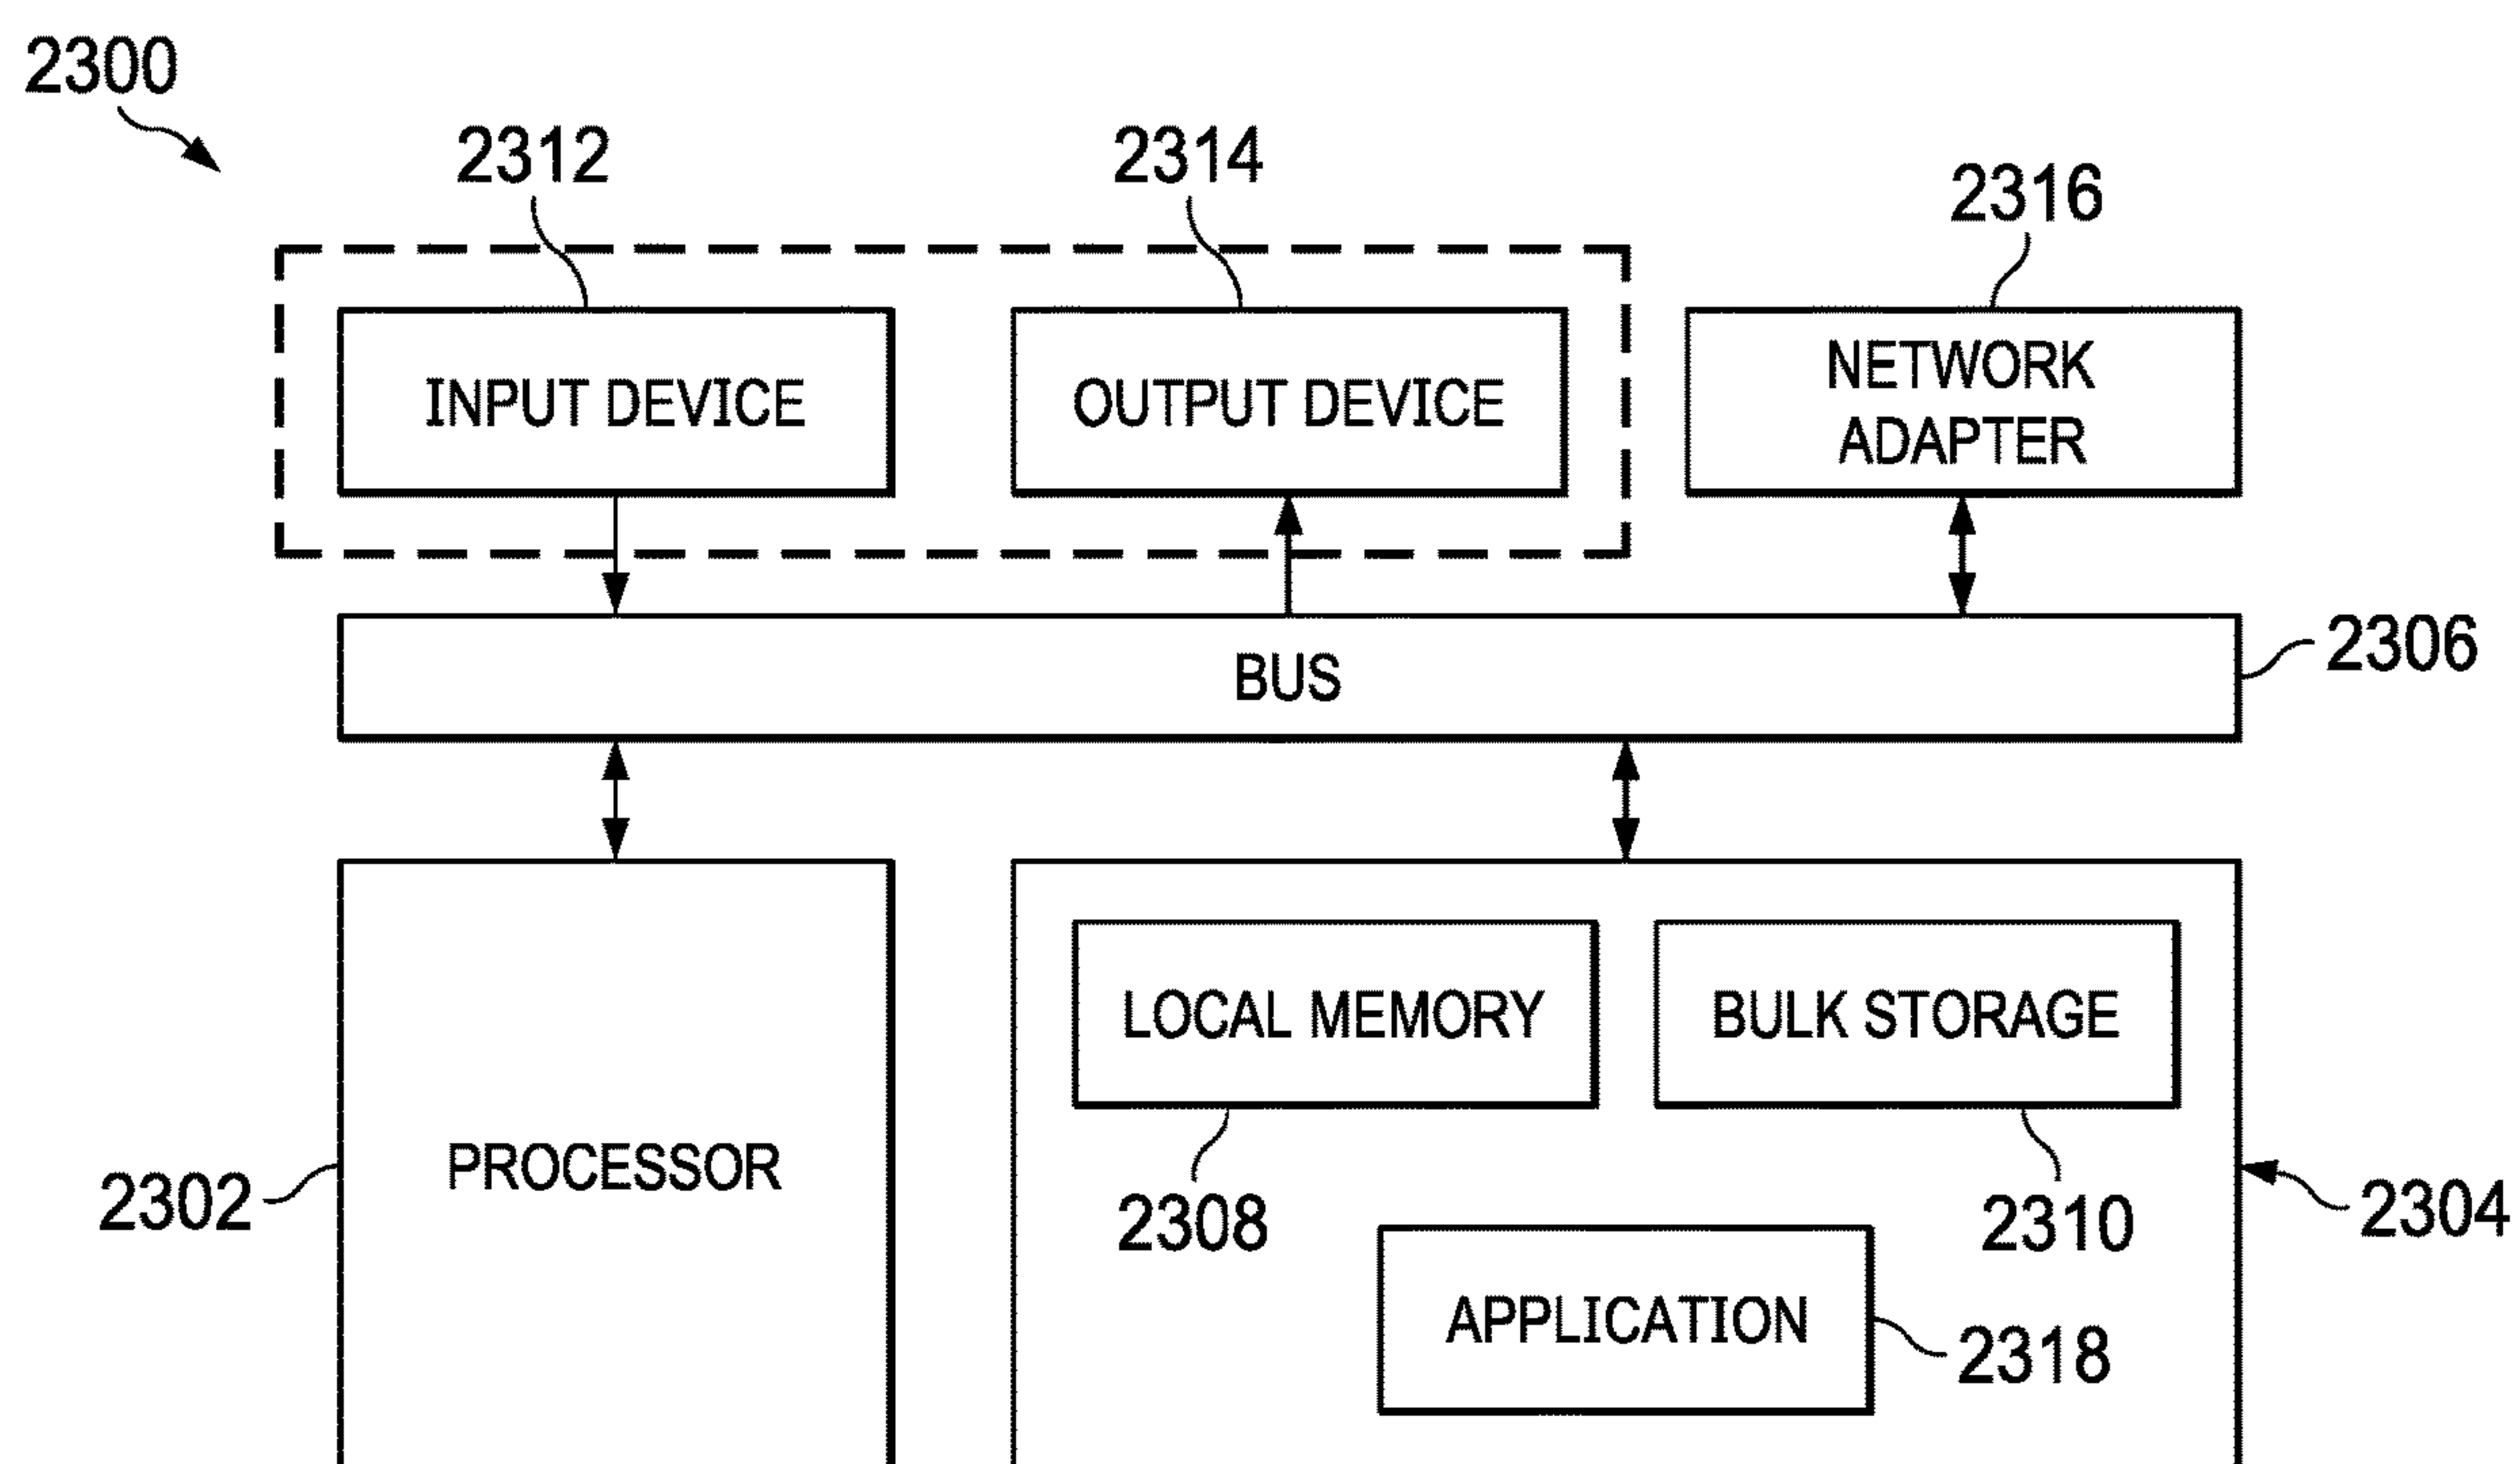 2300
2312
2314
2316
INPUT DEVICE
OUTPUT DEVICE
NETWORK
ADAPTER
BUS
2306
LOCAL MEMORY
BULK STORAGE
PROCESSOR
2302
2308
2310
2304
APPLICATION
2318